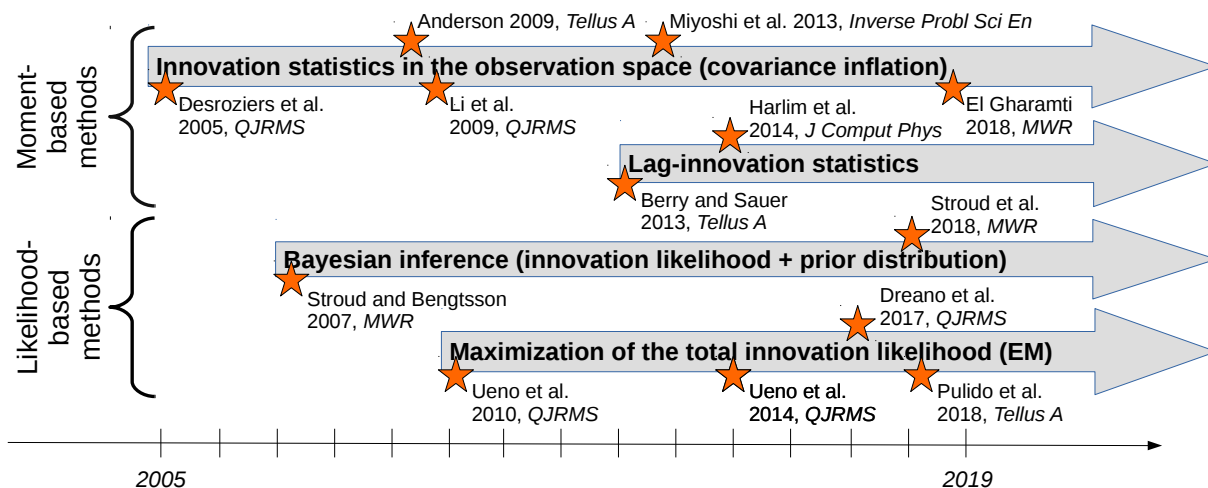 Moment-
based
methods
Anderson 2009, Tellus A
Miyoshi et al. 2013, Inverse Probl Sci En
Innovation statistics in the observation space (covariance inflation)
Desroziers et al.
2005, QJRMS
Li et al.
2009, QJRMS
Harlim et al.
2014, J Comput Phys
El Gharamti
2018, MWR
Lag-innovation statistics
Berry and Sauer
2013, Tellus A
Likelihood-
based
methods
Stroud et al.
2018, MWR
Bayesian inference (innovation likelihood + prior distribution)
Stroud and Bengtsson
2007, MWR
Dreano et al.
2017, QJRMS
Maximization of the total innovation likelihood (EM)
Ueno et al.
2010, QJRMS
Ueno et al.
2014, QJRMS
Pulido et al.
2018, Tellus A
2005
2019